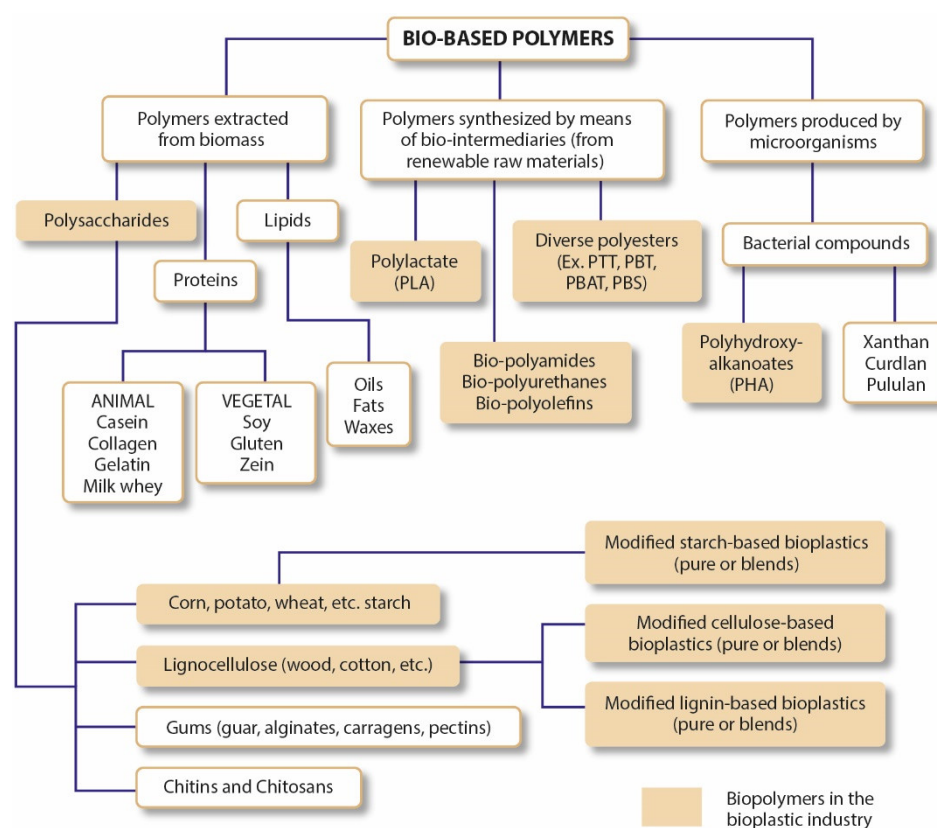 BIO-BASED POLYMERS
Polymers extracted
from biomass
Polymers synthesized by means
of bio-intermediaries (from
renewable raw materials)
Polymers produced by
microorganisms
Polysaccharides
Lipids
Proteins
Polylactate
(PLA)
Diverse polyesters
(Ex. PTT, PBT,
PBAT, PBS)
Bacterial compounds
ANIMAL
Casein
Collagen
Gelatin
Milk whey
VEGETAL
Soy
Gluten
Zein
Oils
Fats
Waxes
Bio-polyamides
Bio-polyurethanes
Bio-polyolefins
Polyhydroxy-
alkanoates
(PHA)
Xanthan
Curdlan
Pululan
Modified starch-based bioplastics
(pure or blends)
Corn, potato, wheat, etc. starch
Modified cellulose-based
bioplastics (pure or blends)
Lignocellulose (wood, cotton, etc.)
Modified lignin-based bioplastics
(pure or blends)
Gums (guar, alginates, carragens, pectins)
Chitins and Chitosans
Biopolymers in the
bioplastic industry